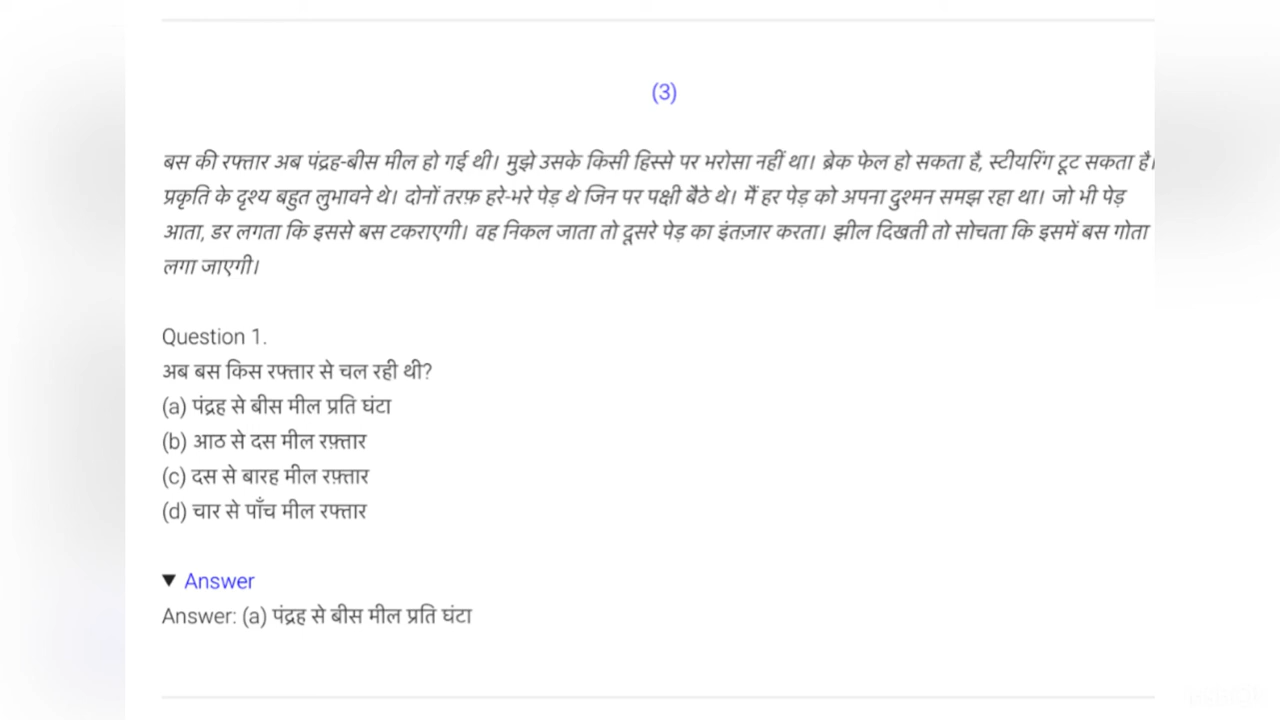 (3)
बस की रफ्तार अब पंद्रह-बीस मील हो गई थी। मुझे उसके किसी हिस्से पर भरोसा नहीं था। ब्रेक फेल हो सकता है, स्टीयरिंग टूट सकता है।
प्रकृति के दृश्य बहुत लुभावने थे। दोनों तरफ़ हरे-भरे पेड़ थे जिन पर पक्षी बैठे थे। मैं हर पेड़ को अपना दुश्मन समझ रहा था। जो भी पेड़
आता, डर लगता कि इससे बस टकराएगी। वह निकल जाता तो दूसरे पेड़ का इंतज़ार करता। झील दिखती तो सोचता कि इसमें बस गोता
लगा जाएगी।
Question 1.
अब बस किस रफ्तार से चल रही थी?
(a) पंद्रह से बीस मील प्रति घंटा
(b) आठ से दस मील रफ़्तार
(c) दस से बारह मील रफ़्तार
(d) चार से पाँच मील रफ्तार
▼ Answer
Answer: (a) पंद्रह से बीस मील प्रति घंटा